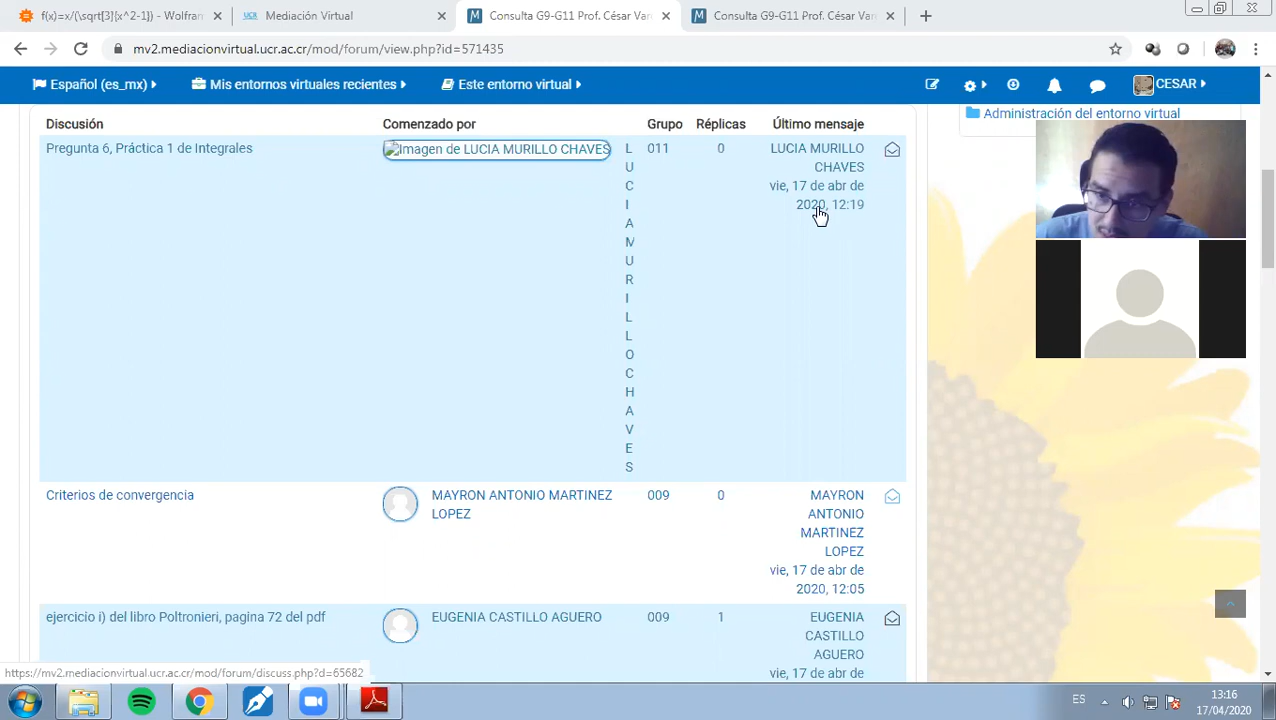 f(x)=x/(\sqrt[3]{x^2-1}) - Wolfram
UCR Mediación Virtual
M Consulta G9-G11 Prof. César Var
M Consulta G9-G11 Prof. César Var
mv2.mediacionvirtual.ucr.ac.cr/mod/forum/view.php?id=571435
Español (es_mx)
Mis entornos virtuales recientes
Este entorno virtual
CESAR
Administración del entorno virtual
Discusión Comenzado por Grupo Réplicas Último mensaje
Pregunta 6, Práctica 1 de Integrales
Imagen de LUCIA MURILLO CHAVES
L
U
C
I
A
M
U
R
I
L
L
O
C
H
A
V
E
S
011
0
LUCIA MURILLO
CHAVES
vie, 17 de abr de
2020, 12:19
Criterios de convergencia
MAYRON ANTONIO MARTINEZ
LOPEZ
009
0
MAYRON
ANTONIO
MARTINEZ
LOPEZ
vie, 17 de abr de
2020, 12:05
ejercicio i) del libro Poltronieri, pagina 72 del pdf
EUGENIA CASTILLO AGUERO
009
1
EUGENIA
CASTILLO
AGUERO
vie, 17 de abr de
https://mv2.mediacionvirtual.ucr.ac.cr/mod/forum/discuss.php?d=65682
ES
13:16
17/04/2020